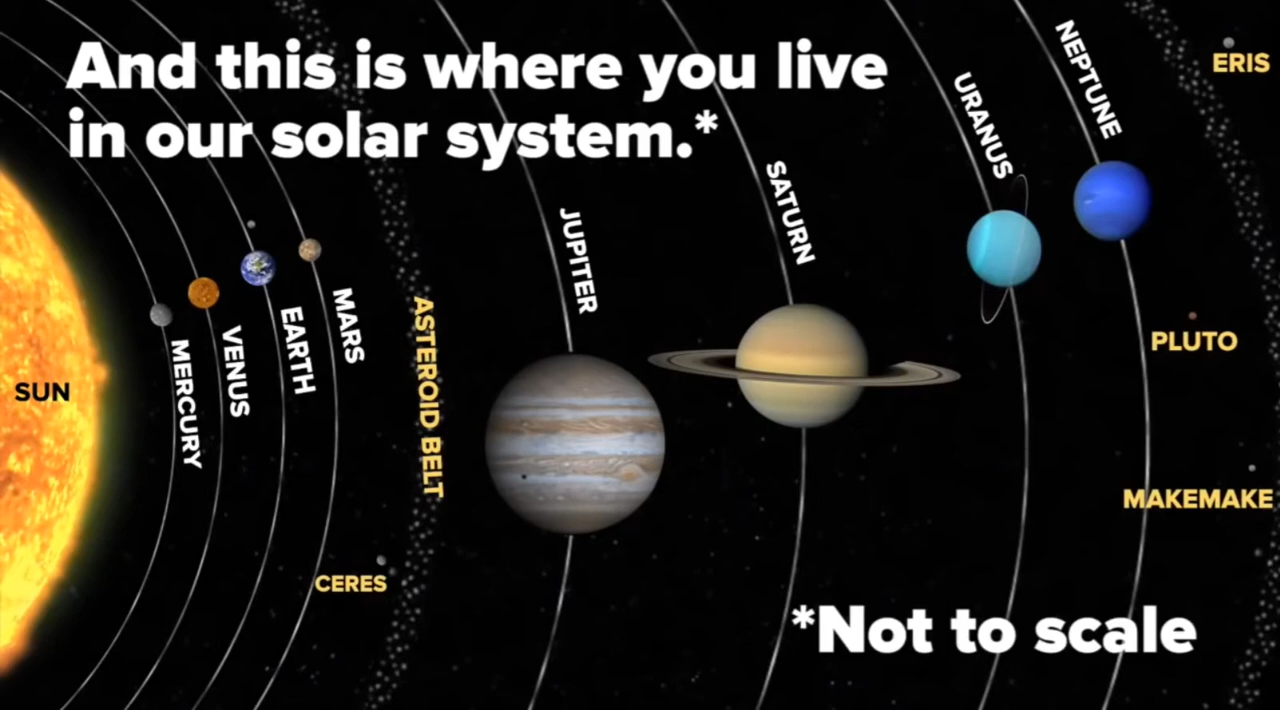 And this is where you live
in our solar system.*
SUN
MERCURY
VENUS
EARTH
MARS
CERES
ASTEROID BELT
JUPITER
SATURN
URANUS
NEPTUNE
ERIS
PLUTO
MAKEMAKE
*Not to scale